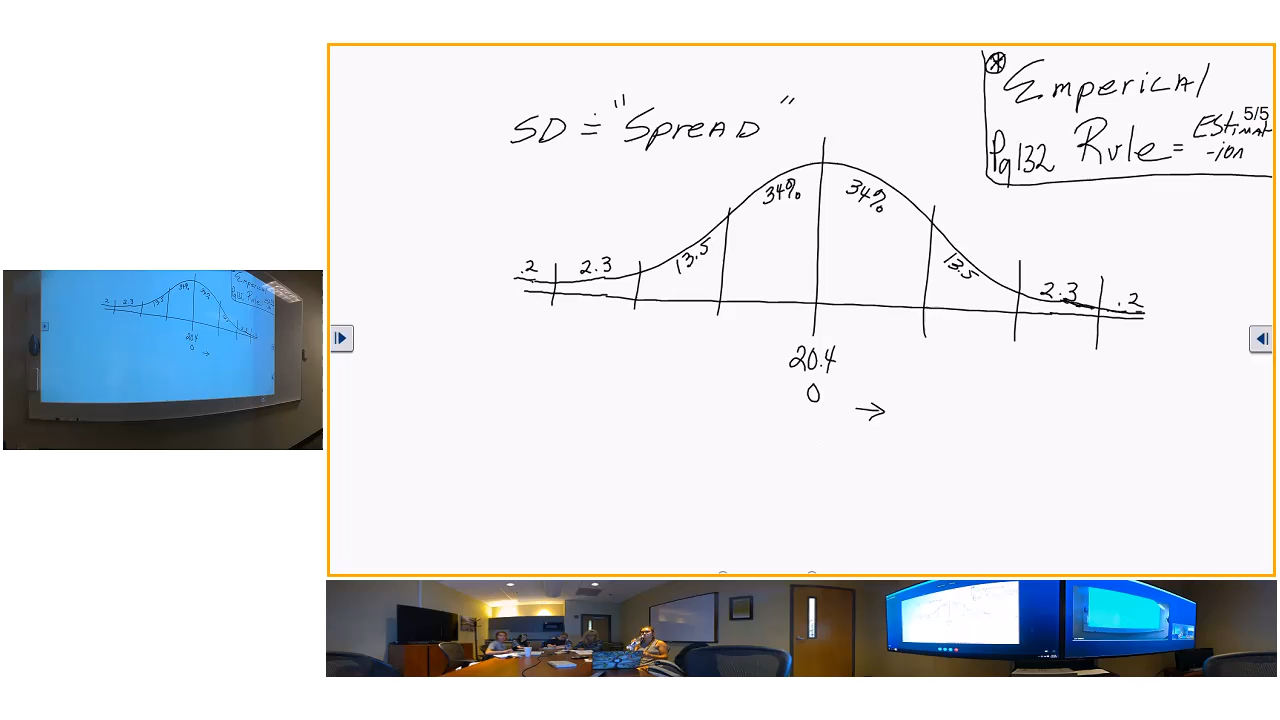 SD ≐ "Spread"
*
Emperical
5/5
Pg 132 Rule = Estimat
-ion
34% 34%
.2 2.3 13.5 13.5 2.3 .2
20.4
0 →